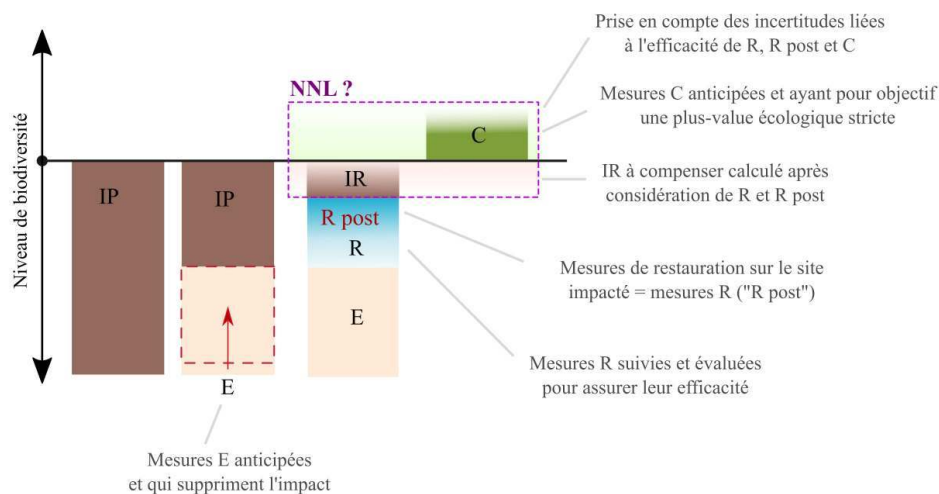 Prise en compte des incertitudes liées
à l'efficacité de R, R post et C
NNL ?
Mesures C anticipées et ayant pour objectif
une plus-value écologique stricte
C
IP
IP
IR
IR à compenser calculé après
considération de R et R post
R post
R
Mesures de restauration sur le site
impacté = mesures R ("R post")
E
Mesures R suivies et évaluées
pour assurer leur efficacité
E
Mesures E anticipées
et qui suppriment l'impact
Niveau de biodiversité